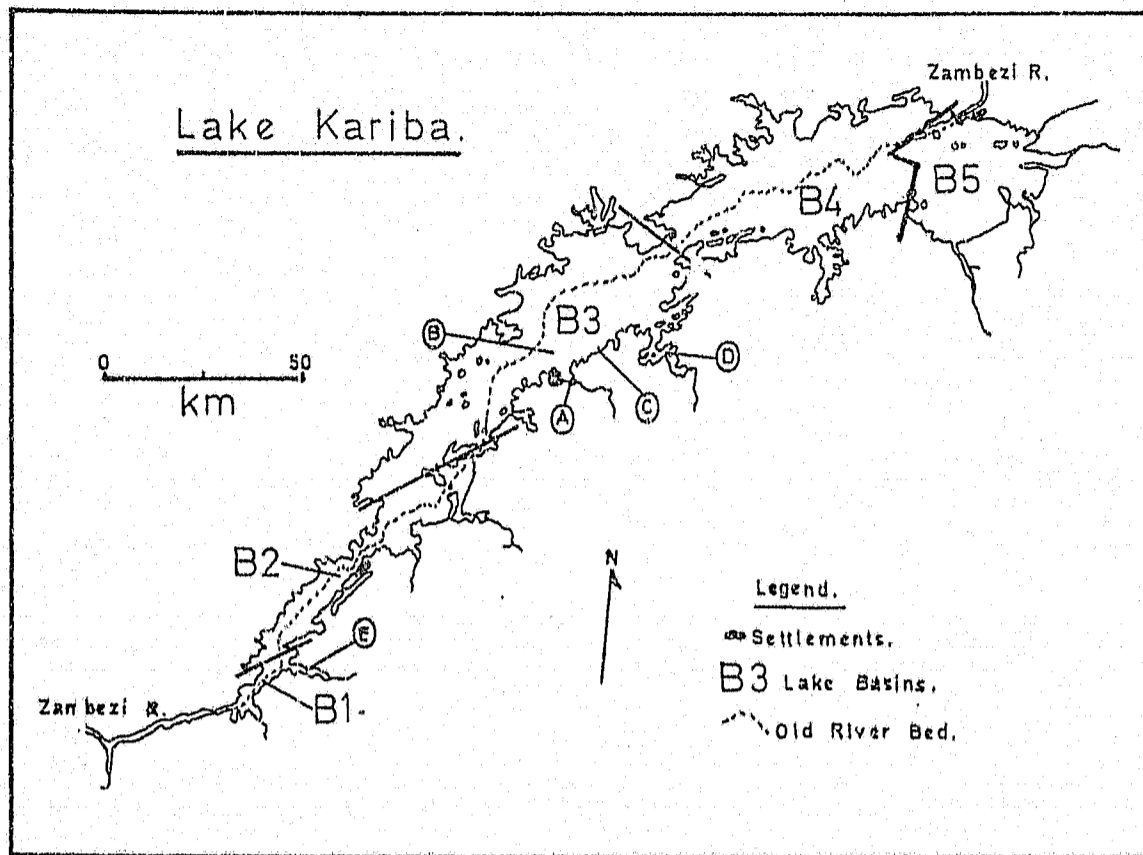 Zambezi R.
Lake Kariba.
B5
B4
B3
B
D
0 50
km
A
C
B2
N
Legend.
Settlements.
E
B3 Lake Basins.
Zambezi R.
B1
Old River Bed.